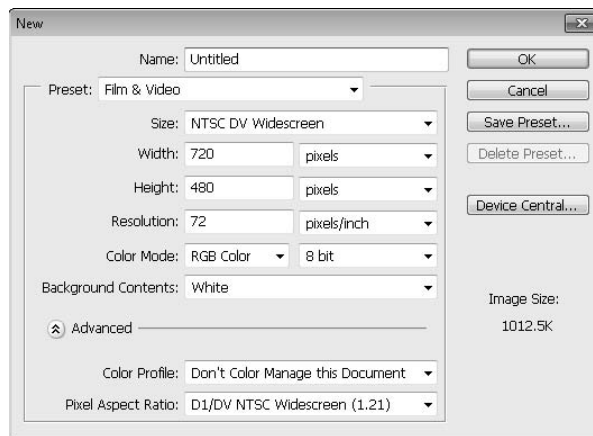 New
Name: Untitled
OK
Preset: Film & Video
Cancel
Size: NTSC DV Widescreen
Save Preset...
Width: 720 pixels
Delete Preset...
Height: 480 pixels
Resolution: 72 pixels/inch
Device Central...
Color Mode: RGB Color 8 bit
Background Contents: White
Image Size:
1012.5K
Advanced
Color Profile: Don't Color Manage this Document
Pixel Aspect Ratio: D1/DV NTSC Widescreen (1.21)